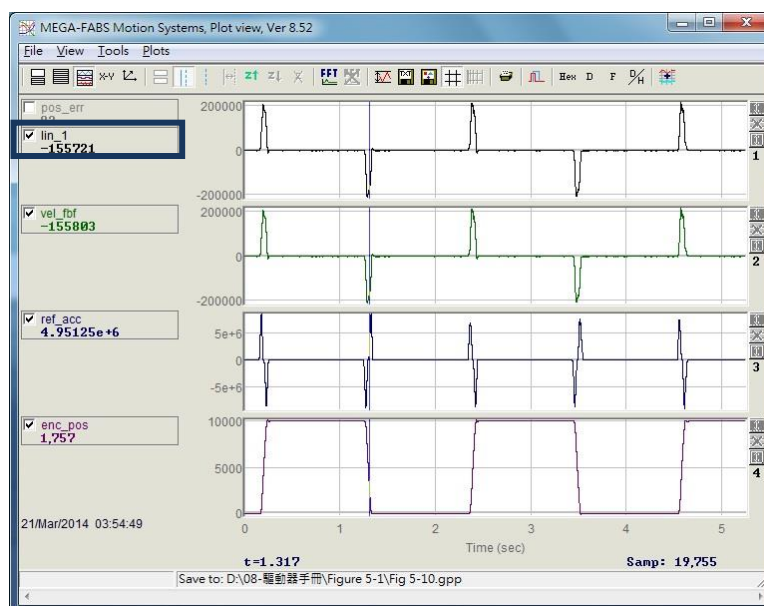 MEGA-FABS Motion Systems, Plot view, Ver 8.52
File View Tools Plots
X-Y FFT Hex D F D/H
pos_err
lin_1
-155721
200000
0
-200000
1
vel_fbf
-155803
200000
0
-200000
2
ref_acc
4.95125e+6
5e+6
0
-5e+6
3
enc_pos
1,757
10000
5000
0
4
21/Mar/2014 03:54:49
0 1 2 3 4 5
Time (sec)
t=1.317 Samp: 19,755
Save to: D:\08-驅動器手冊\Figure 5-1\Fig 5-10.gpp